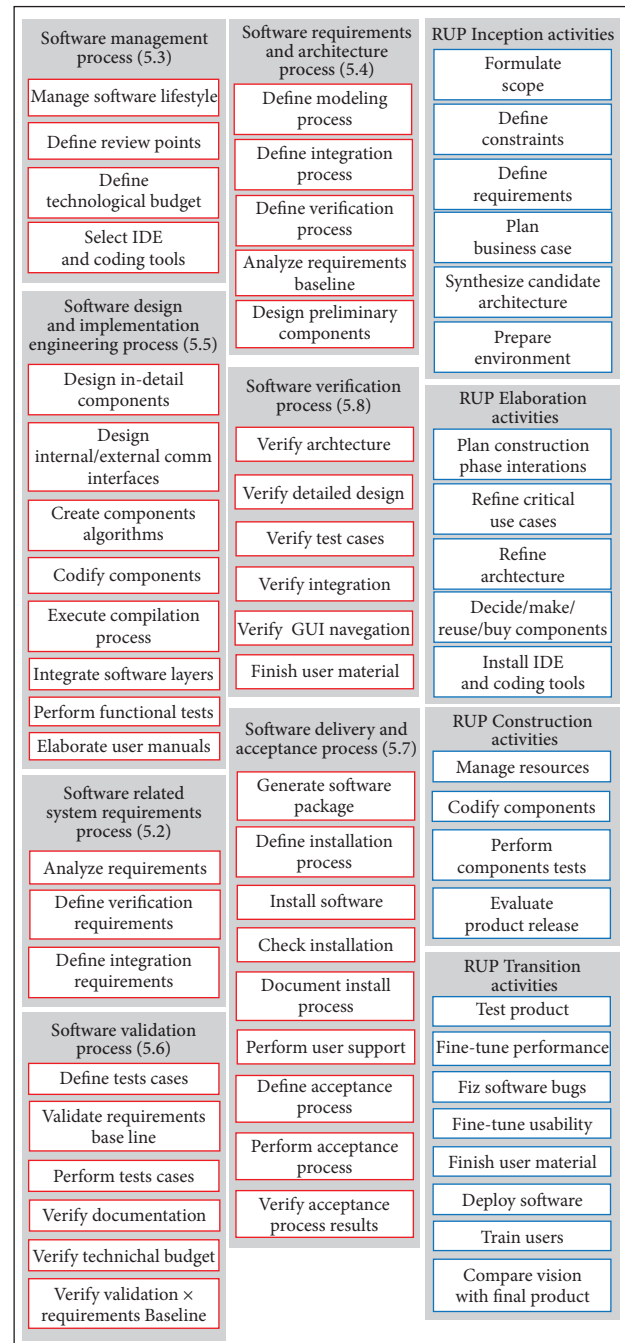 Software management
process (5.3)
Manage software lifestyle
Define review points
Define
technological budget
Select IDE
and coding tools
Software design
and implementation
engineering process (5.5)
Design in-detail
components
Design
internal/external comm
interfaces
Create components
algorithms
Codify components
Execute compilation
process
Integrate software layers
Perform functional tests
Elaborate user manuals
Software related
system requirements
process (5.2)
Analyze requirements
Define verification
requirements
Define integration
requirements
Software validation
process (5.6)
Define tests cases
Validate requirements
base line
Perform tests cases
Verify documentation
Verify technichal budget
Verify validation ×
requirements Baseline
Software requirements
and architecture
process (5.4)
Define modeling
process
Define integration
process
Define verification
process
Analyze requirements
baseline
Design preliminary
components
Software verification
process (5.8)
Verify archtecture
Verify detailed design
Verify test cases
Verify integration
Verify GUI navegation
Finish user material
Software delivery and
acceptance process (5.7)
Generate software
package
Define installation
process
Install software
Check installation
Document install
process
Perform user support
Define acceptance
process
Perform acceptance
process
Verify acceptance
process results
RUP Inception activities
Formulate
scope
Define
constraints
Define
requirements
Plan
business case
Synthesize candidate
architecture
Prepare
environment
RUP Elaboration
activities
Plan construction
phase interations
Refine critical
use cases
Refine
archtecture
Decide/make/
reuse/buy components
Install IDE
and coding tools
RUP Construction
activities
Manage resources
Codify components
Perform
components tests
Evaluate
product release
RUP Transition
activities
Test product
Fine-tune performance
Fiz software bugs
Fine-tune usability
Finish user material
Deploy software
Train users
Compare vision
with final product